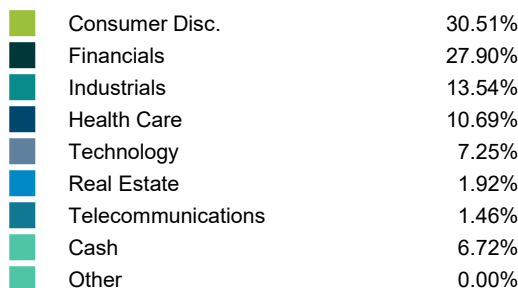 Consumer Disc. 30.51%
Financials 27.90%
Industrials 13.54%
Health Care 10.69%
Technology 7.25%
Real Estate 1.92%
Telecommunications 1.46%
Cash 6.72%
Other 0.00%